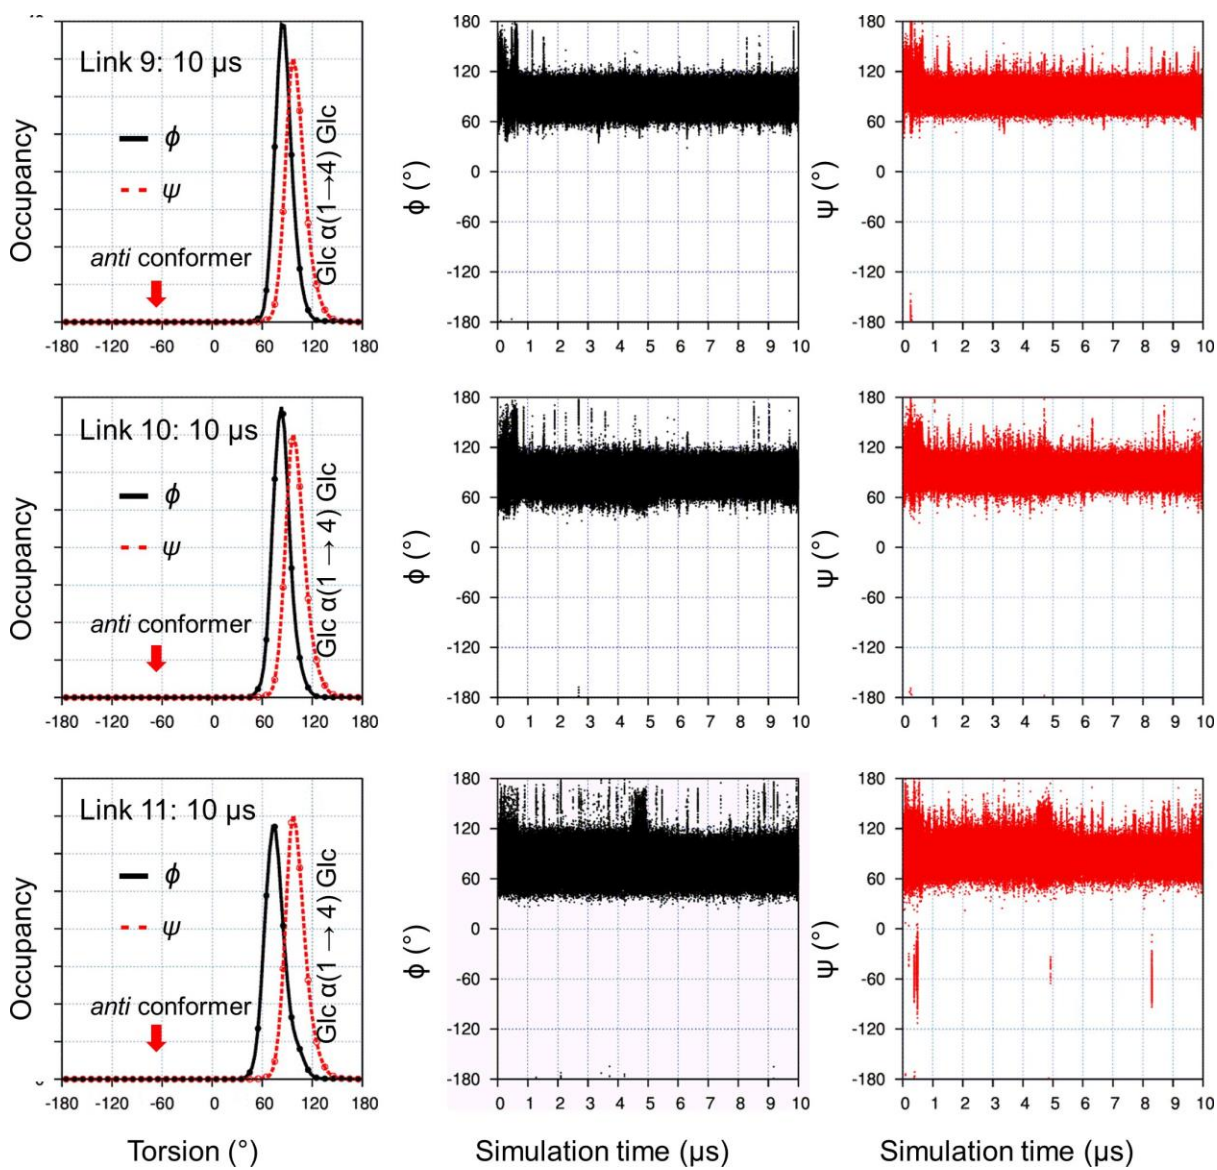 Link 9: 10 μs
ϕ
ψ
anti conformer
Occupancy
Glc α(1→4) Glc
-180 -120 -60 0 60 120 180
180
120
60
0
-60
-120
-180
ϕ (°)
0 1 2 3 4 5 6 7 8 9 10
180
120
60
0
-60
-120
-180
Ψ (°)
0 1 2 3 4 5 6 7 8 9 10
Link 10: 10 μs
ϕ
ψ
anti conformer
Occupancy
Glc α(1 → 4) Glc
-180 -120 -60 0 60 120 180
180
120
60
0
-60
-120
-180
ϕ (°)
0 1 2 3 4 5 6 7 8 9 10
180
120
60
0
-60
-120
-180
Ψ (°)
0 1 2 3 4 5 6 7 8 9 10
Link 11: 10 μs
ϕ
ψ
anti conformer
Occupancy
Glc α(1 → 4) Glc
-180 -120 -60 0 60 120 180
180
120
60
0
-60
-120
-180
ϕ (°)
0 1 2 3 4 5 6 7 8 9 10
180
120
60
0
-60
-120
-180
Ψ (°)
0 1 2 3 4 5 6 7 8 9 10
Torsion (°)
Simulation time (μs)
Simulation time (μs)